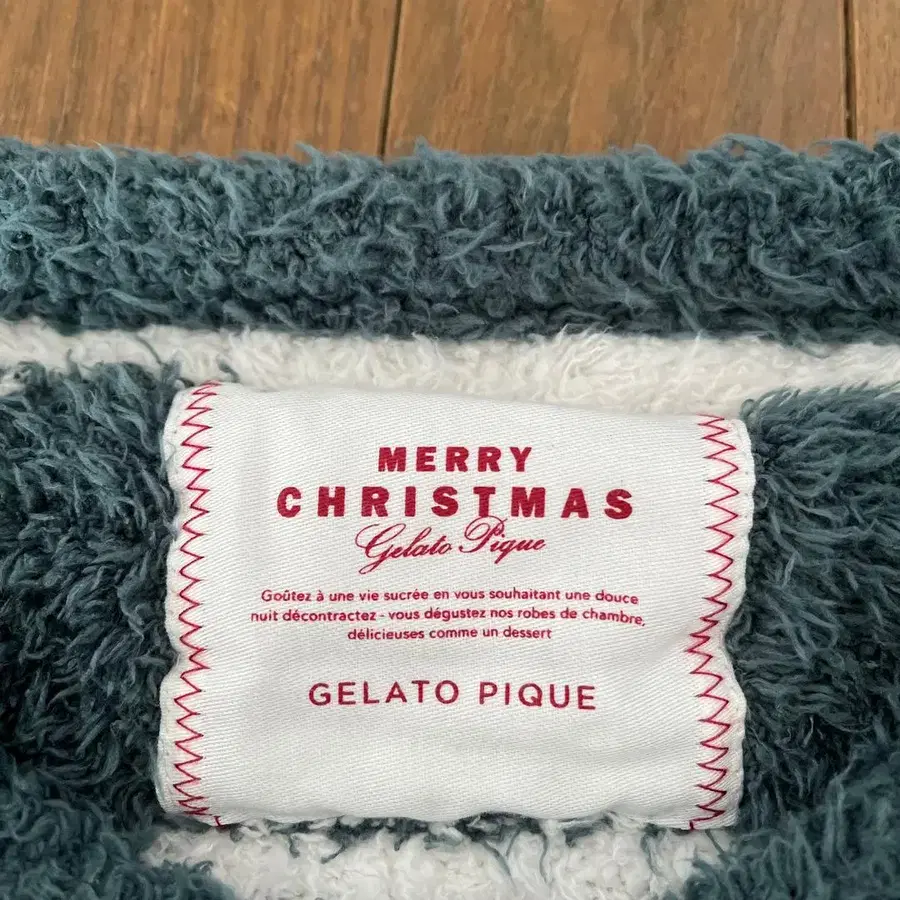 MERRY
CHRISTMAS
Gelato Pique
Goûtez à une vie sucrée en vous souhaitant une douce
nuit décontractez - vous dégustez nos robes de chambre,
délicieuses comme un dessert
GELATO PIQUE